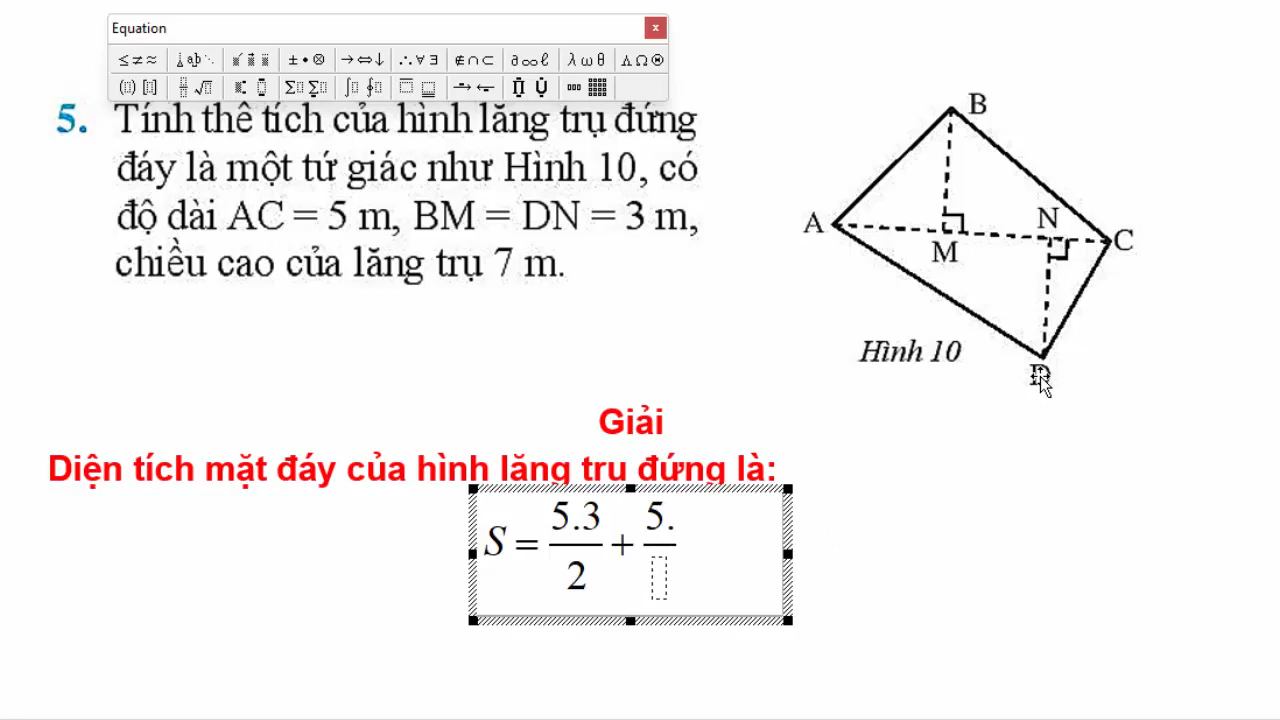 Equation
5. Tính thể tích của hình lăng trụ đứng
đáy là một tứ giác như Hình 10, có
độ dài AC = 5 m, BM = DN = 3 m,
chiều cao của lăng trụ 7 m.
B
A
M
N
C
D
Hình 10
Giải
Diện tích mặt đáy của hình lăng trụ đứng là:
S = 5.3/2 + 5.